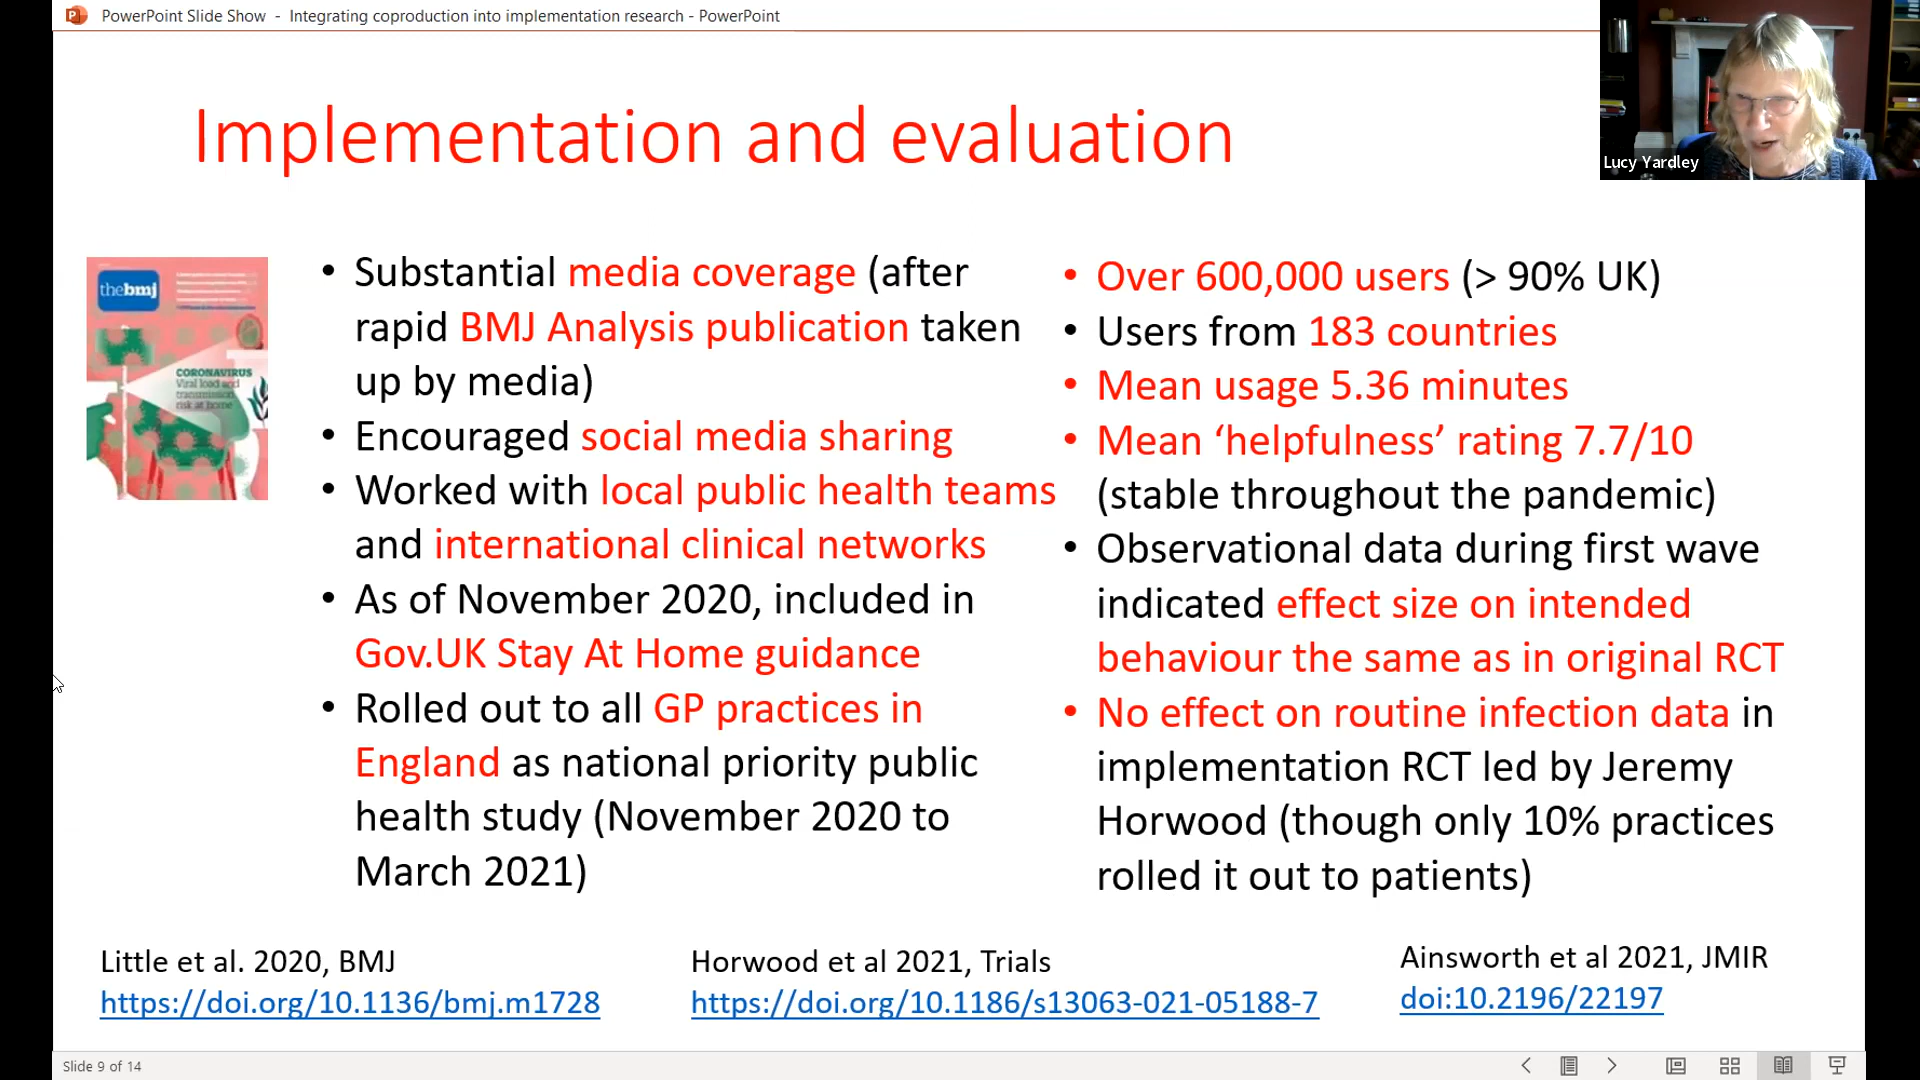 PowerPoint Slide Show - Integrating coproduction into implementation research - PowerPoint
Lucy Yardley
Implementation and evaluation
thebmj
CORONAVIRUS
Viral load and
transmission
risk at home
• Substantial media coverage (after
rapid BMJ Analysis publication taken
up by media)
• Encouraged social media sharing
• Worked with local public health teams
and international clinical networks
• As of November 2020, included in
Gov.UK Stay At Home guidance
• Rolled out to all GP practices in
England as national priority public
health study (November 2020 to
March 2021)
• Over 600,000 users (> 90% UK)
• Users from 183 countries
• Mean usage 5.36 minutes
• Mean ‘helpfulness’ rating 7.7/10
(stable throughout the pandemic)
• Observational data during first wave
indicated effect size on intended
behaviour the same as in original RCT
• No effect on routine infection data in
implementation RCT led by Jeremy
Horwood (though only 10% practices
rolled it out to patients)
Little et al. 2020, BMJ
https://doi.org/10.1136/bmj.m1728
Horwood et al 2021, Trials
https://doi.org/10.1186/s13063-021-05188-7
Ainsworth et al 2021, JMIR
doi:10.2196/22197
Slide 9 of 14